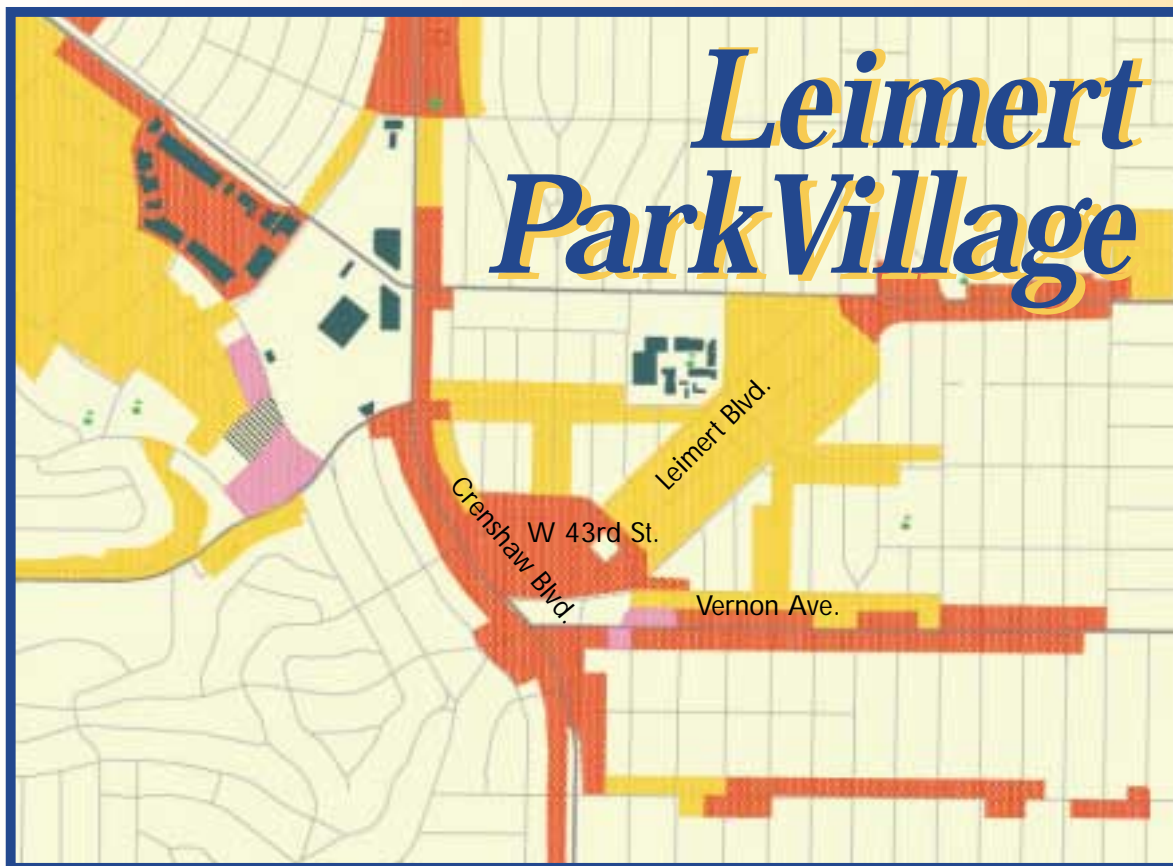 Leimert
Park Village
Leimert Blvd.
Crenshaw Blvd.
W 43rd St.
Vernon Ave.